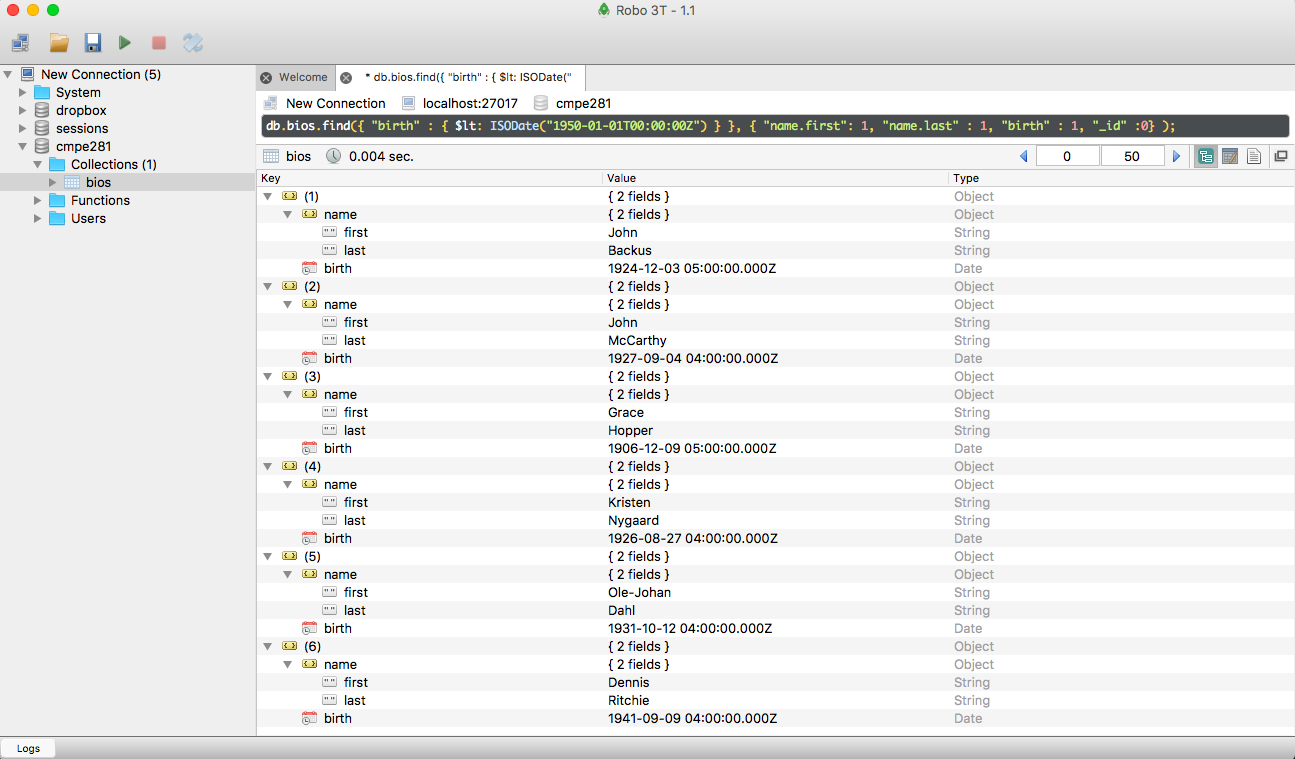 Robo 3T - 1.1
New Connection (5)
System
dropbox
sessions
cmpe281
Collections (1)
bios
Functions
Users
Welcome
* db.bios.find({ "birth" : { $lt: ISODate("
New Connection localhost:27017 cmpe281
db.bios.find({ "birth" : { $lt: ISODate("1950-01-01T00:00:00Z") } }, { "name.first": 1, "name.last" : 1, "birth" : 1, "_id" :0} );
bios 0.004 sec. 0 50
Key Value Type
(1) { 2 fields } Object
name { 2 fields } Object
first John String
last Backus String
birth 1924-12-03 05:00:00.000Z Date
(2) { 2 fields } Object
name { 2 fields } Object
first John String
last McCarthy String
birth 1927-09-04 04:00:00.000Z Date
(3) { 2 fields } Object
name { 2 fields } Object
first Grace String
last Hopper String
birth 1906-12-09 05:00:00.000Z Date
(4) { 2 fields } Object
name { 2 fields } Object
first Kristen String
last Nygaard String
birth 1926-08-27 04:00:00.000Z Date
(5) { 2 fields } Object
name { 2 fields } Object
first Ole-Johan String
last Dahl String
birth 1931-10-12 04:00:00.000Z Date
(6) { 2 fields } Object
name { 2 fields } Object
first Dennis String
last Ritchie String
birth 1941-09-09 04:00:00.000Z Date
Logs